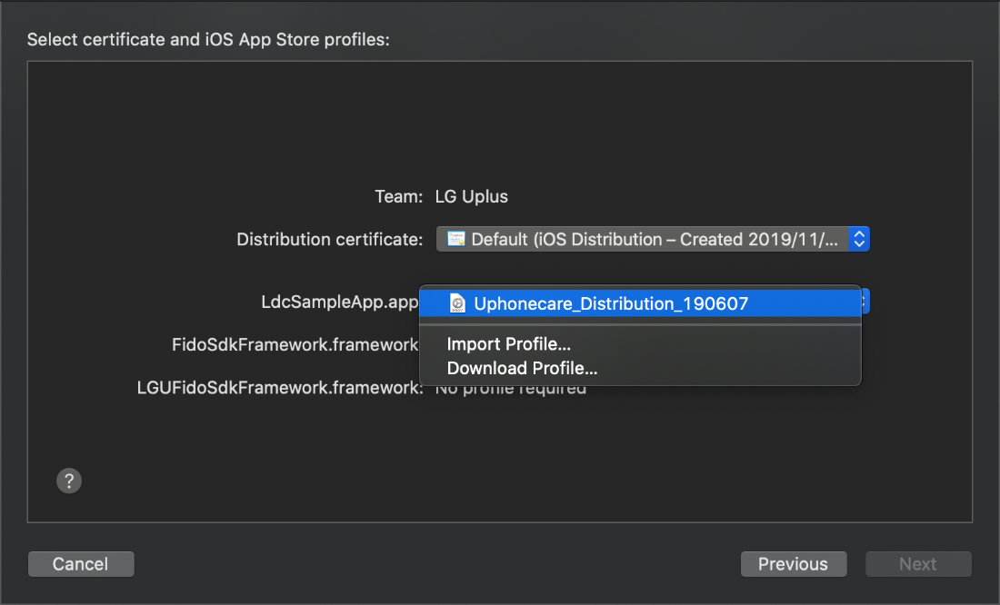 Select certificate and iOS App Store profiles:
Team: LG Uplus
Distribution certificate: Default (iOS Distribution – Created 2019/11/...
LdcSampleApp.app Uphonecare_Distribution_190607
FidoSdkFramework.framework Import Profile...
Download Profile...
LGUFidoSdkFramework.framework: No profile required
?
Cancel Previous Next